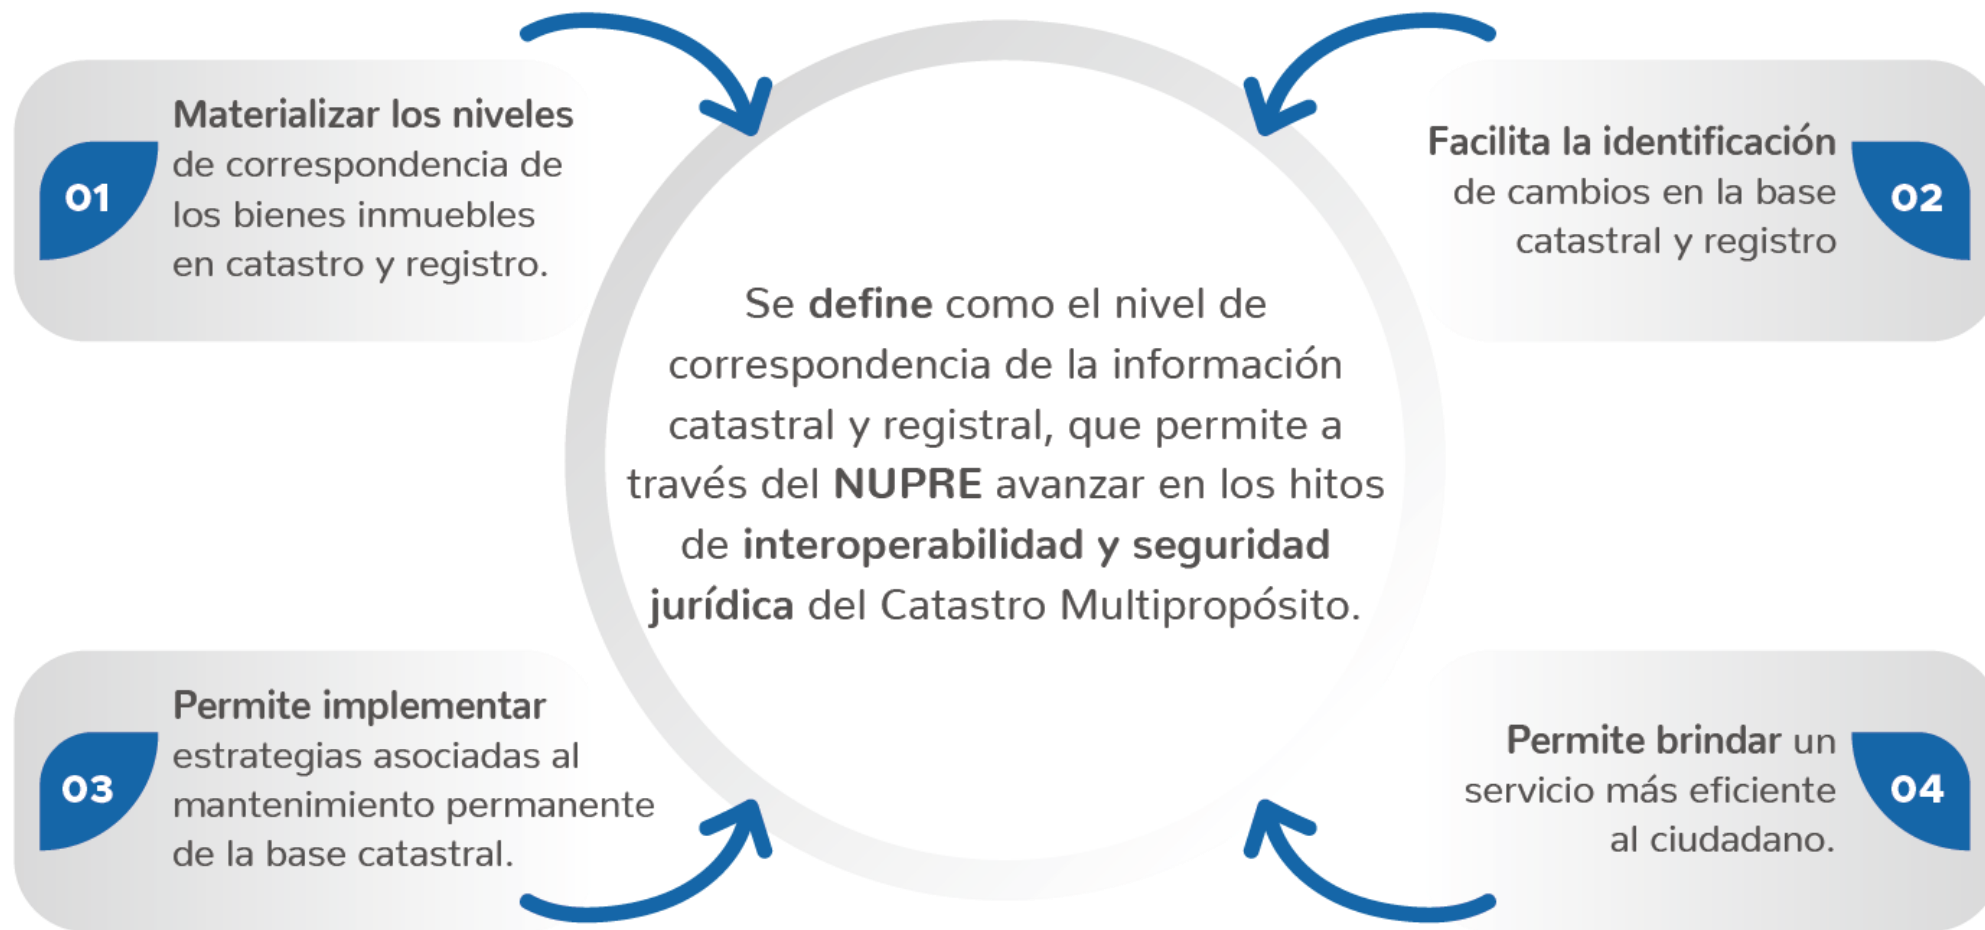 01
Materializar los niveles
de correspondencia de
los bienes inmuebles
en catastro y registro.
Facilita la identificación
de cambios en la base
catastral y registro
02
Se define como el nivel de
correspondencia de la información
catastral y registral, que permite a
través del NUPRE avanzar en los hitos
de interoperabilidad y seguridad
jurídica del Catastro Multipropósito.
03
Permite implementar
estrategias asociadas al
mantenimiento permanente
de la base catastral.
Permite brindar un
servicio más eficiente
al ciudadano.
04